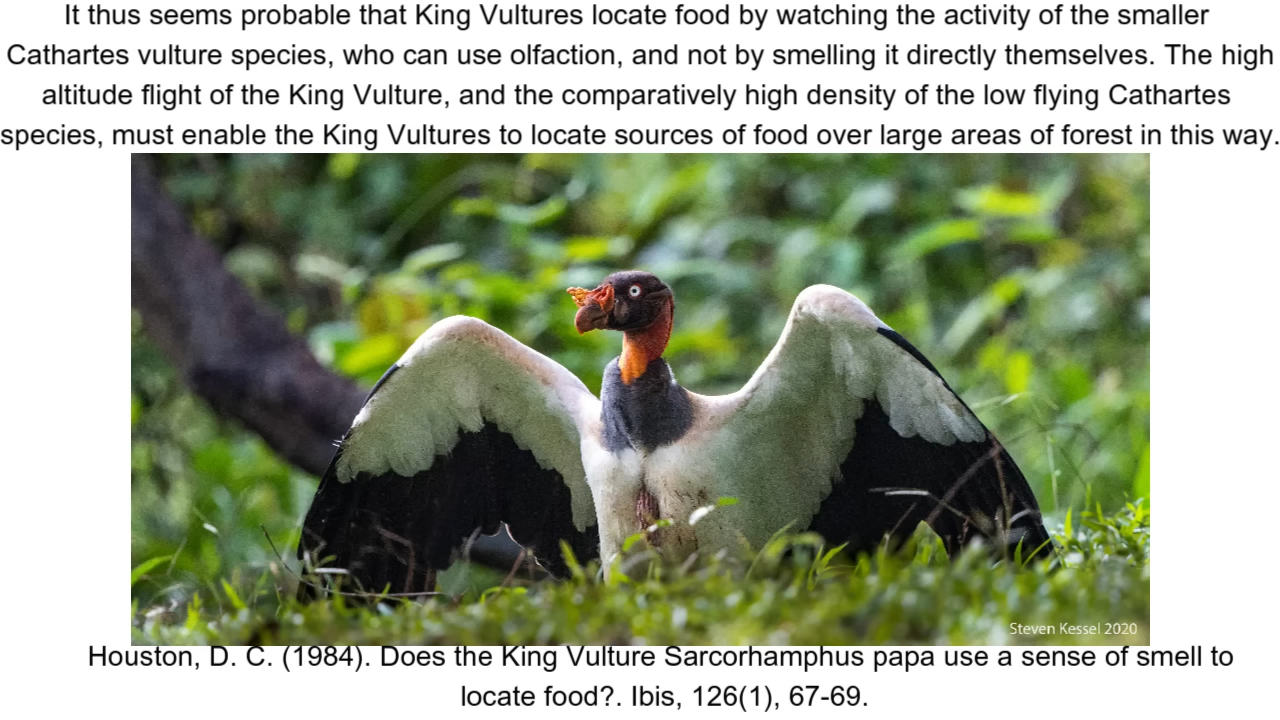 It thus seems probable that King Vultures locate food by watching the activity of the smaller
Cathartes vulture species, who can use olfaction, and not by smelling it directly themselves. The high
altitude flight of the King Vulture, and the comparatively high density of the low flying Cathartes
species, must enable the King Vultures to locate sources of food over large areas of forest in this way.
Steven Kessel 2020
Houston, D. C. (1984). Does the King Vulture Sarcorhamphus papa use a sense of smell to
locate food?. Ibis, 126(1), 67-69.